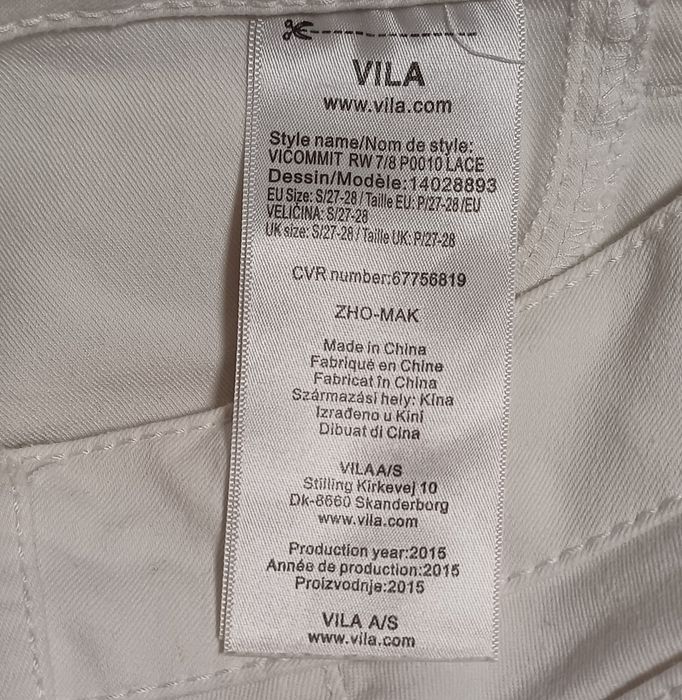 VILA
www.vila.com
Style name/Nom de style:
VICOMMIT RW 7/8 P0010 LACE
Dessin/Modèle:14028893
EU Size: S/27-28/Taille EU: P/27-28/EU
VELIČINA: S/27-28
UK size: S/27-28/Taille UK: P/27-28
CVR number:67756819
ZHO-MAK
Made in China
Fabriqué en Chine
Fabricat în China
Származási hely: Kína
Izrađeno u Kini
Dibuat di Cina
VILAA/S
Stilling Kirkevej 10
Dk-8660 Skanderborg
www.vila.com
Production year:2015
Année de production:2015
Proizvodnje:2015
VILA A/S
www.vila.com